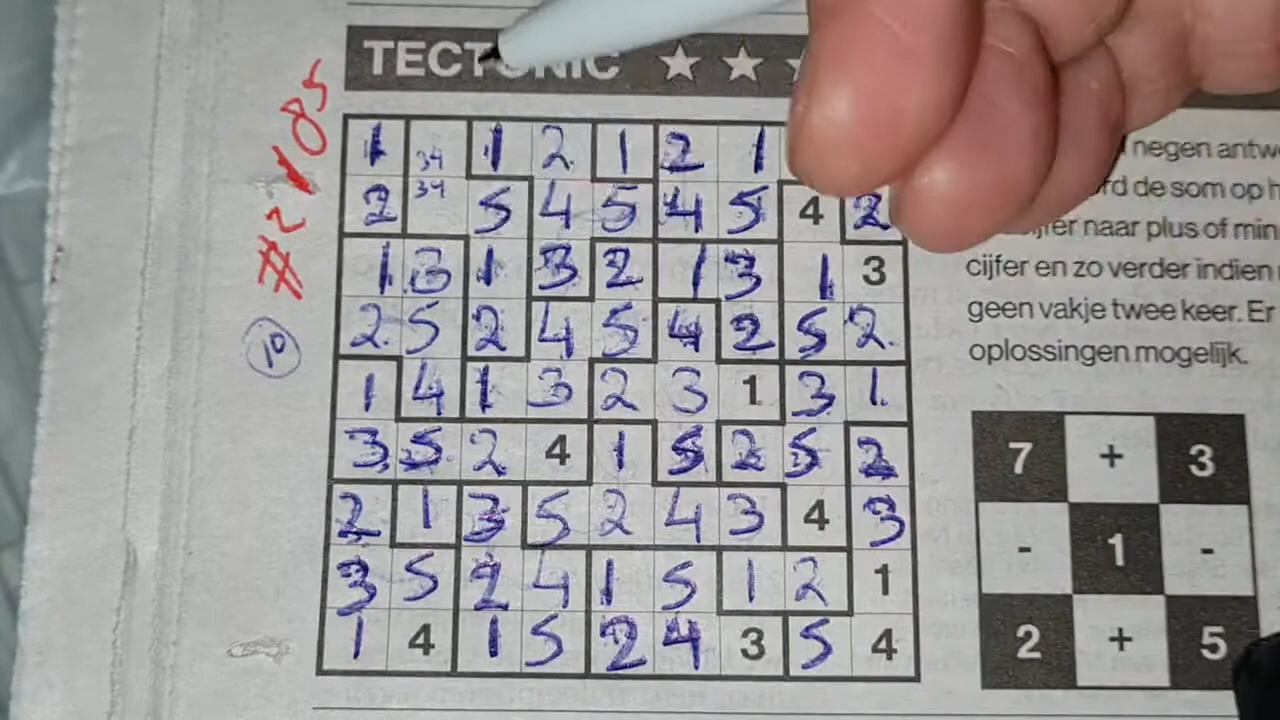 TECTONIC
#2185
10
1 34 1 2 1 2 1
2 34 5 4 5 4 5 4 2
1 3 1 3 2 1 3 1 3
2 5 2 4 5 4 2 5 2
1 4 1 3 2 3 1 3 1
3 5 2 4 1 5 2 5 2
2 1 3 5 2 4 3 4 3
3 5 2 4 1 5 1 2 1
1 4 1 5 2 4 3 5 4
negen
de som op
naar plus of min
cijfer en zo verder indien
geen vakje twee keer. Er
oplossingen mogelijk.
7 + 3
- 1 -
2 + 5